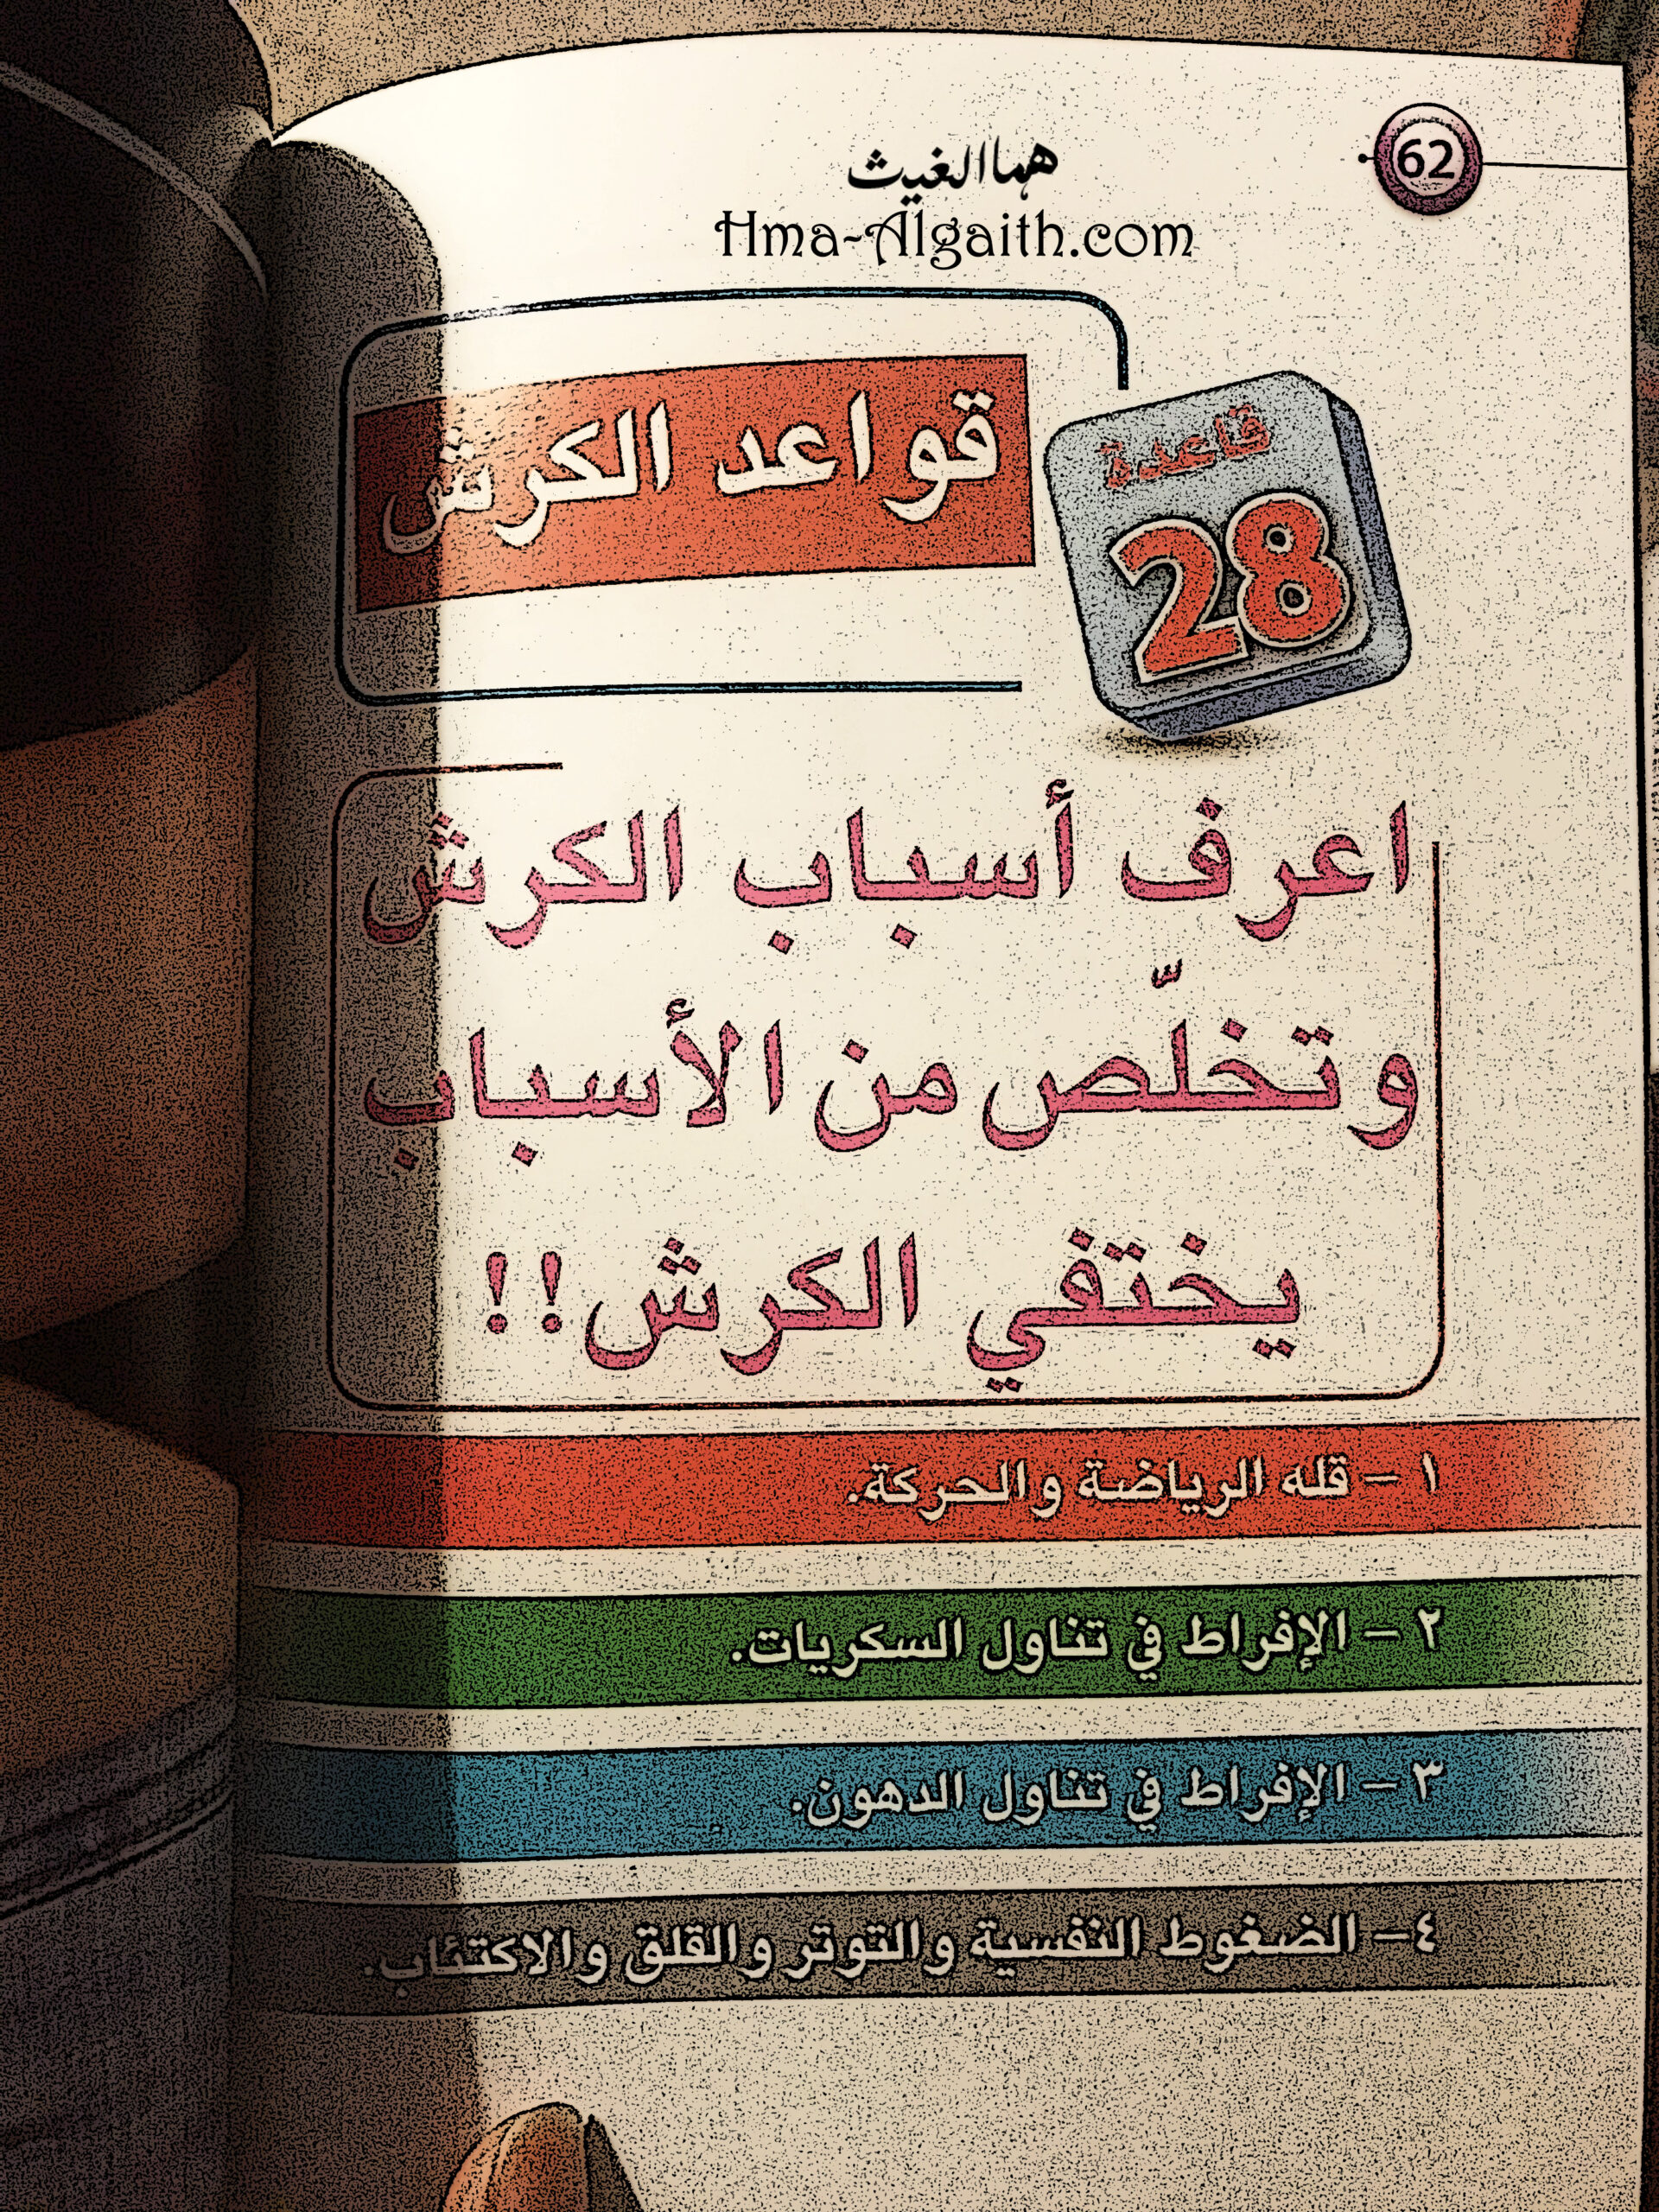 62
هما الغيث
Hma-Algaith.com
قاعدة
28
قواعد الكرش
اعرف أسباب الكرش
وتخلّص من الأسباب
يختفي الكرش!!
١ – قله الرياضة والحركة.
٢ – الإفراط في تناول السكريات.
٣ – الإفراط في تناول الدهون.
٤– الضغوط النفسية والتوتر والقلق والاكتئاب.